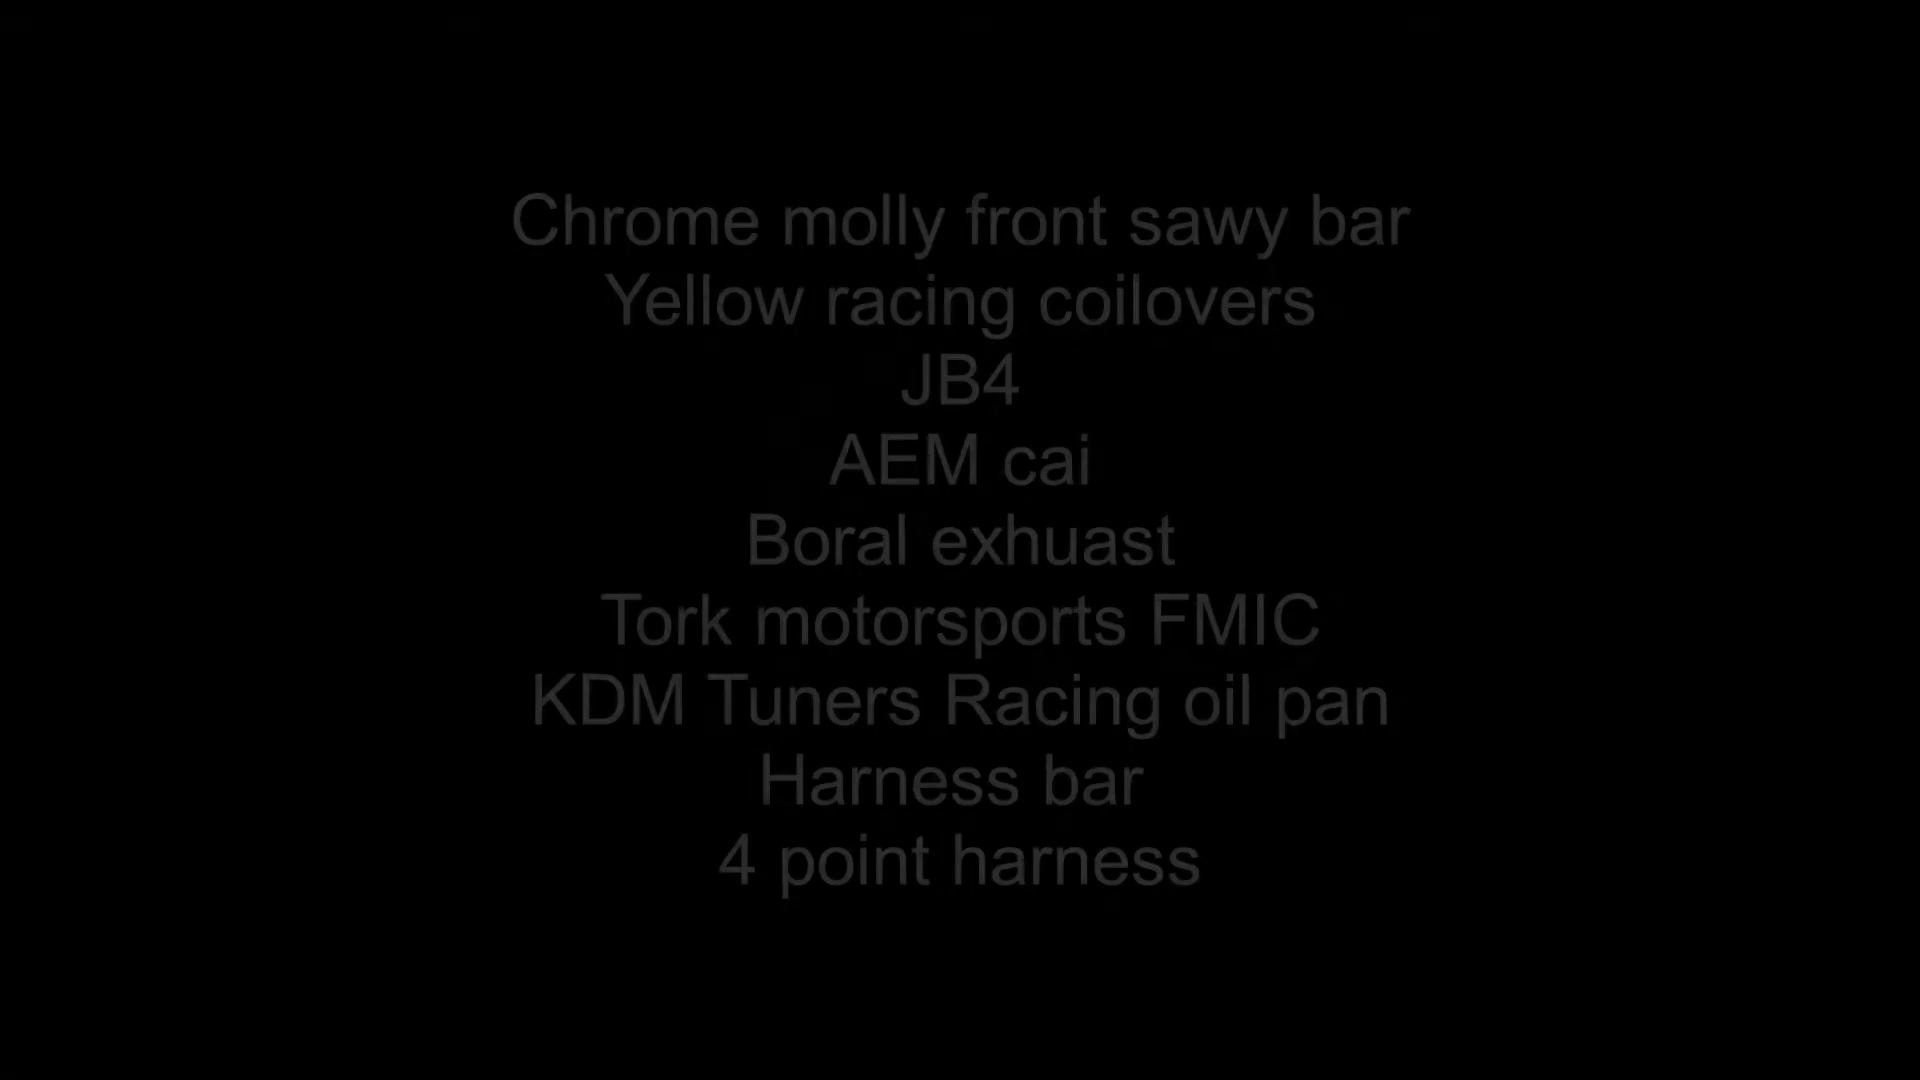 Chrome molly front sawy bar
Yellow racing coilovers
JB4
AEM cai
Boral exhuast
Tork motorsports FMIC
KDM Tuners Racing oil pan
Harness bar
4 point harness